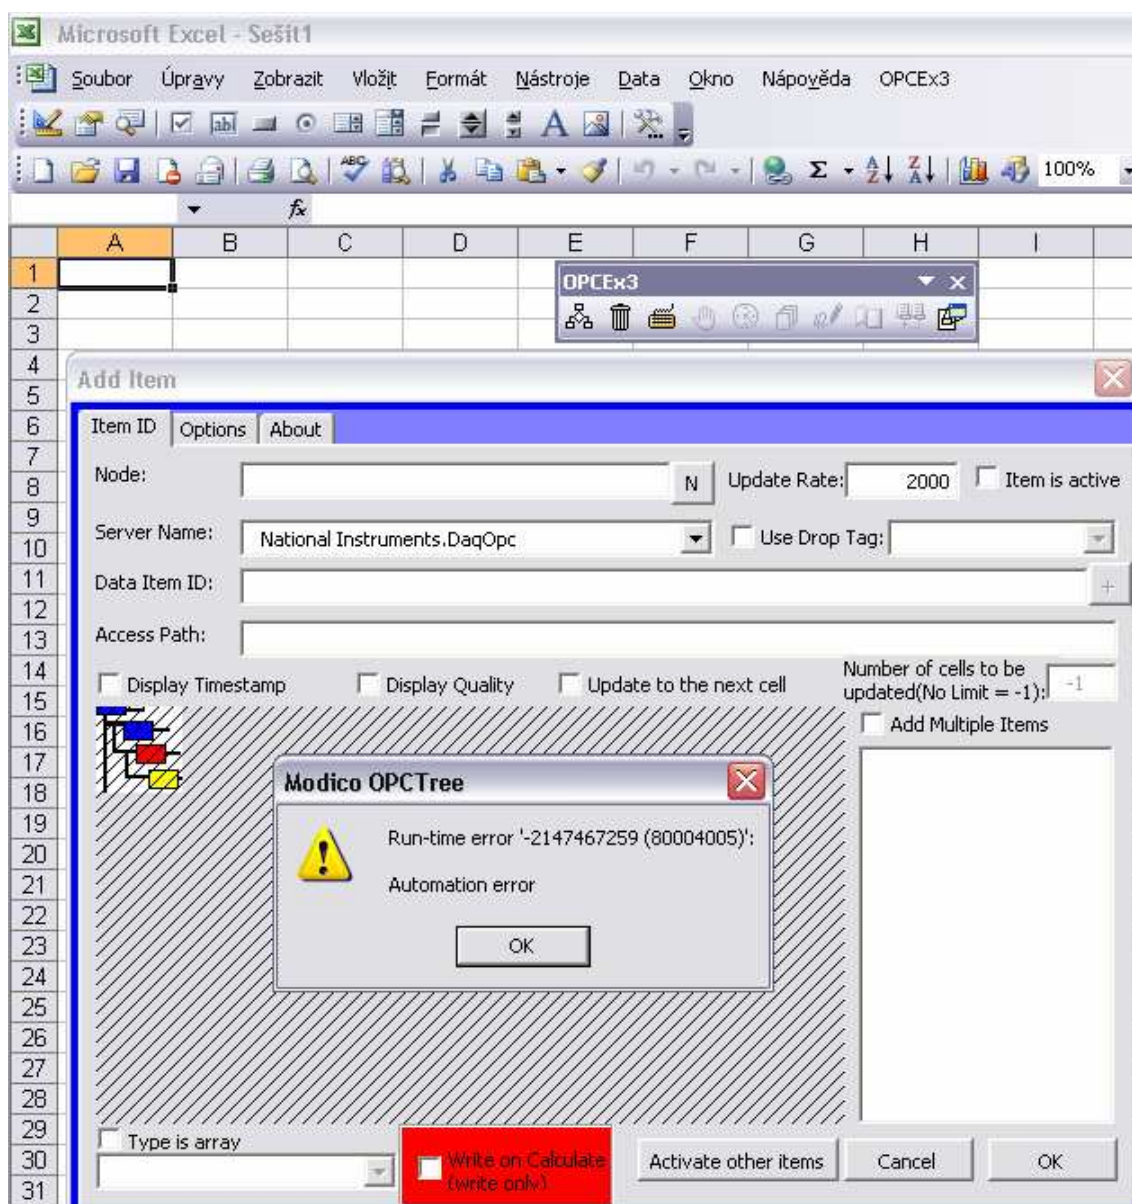 Microsoft Excel - Sešit1
Soubor Úpravy Zobrazit Vložit Formát Nástroje Data Okno Nápověda OPCEx3
100%
fx
A B C D E F G H I
1
OPCEx3
2
3
4
Add Item
5
6
Item ID Options About
7
Node: N Update Rate: 2000 Item is active
8
9
Server Name: National Instruments.DaqOpc Use Drop Tag:
10
11
Data Item ID: +
12
13
Access Path:
14
Number of cells to be
Display Timestamp Display Quality Update to the next cell updated(No Limit = -1): -1
15
16
Add Multiple Items
17
18
Modico OPCTree
19
Run-time error '-2147467259 (80004005)':
20
21
Automation error
22
23
OK
24
25
26
27
28
29
Type is array
30
Write on Calculate
(write only)
Activate other items Cancel OK
31